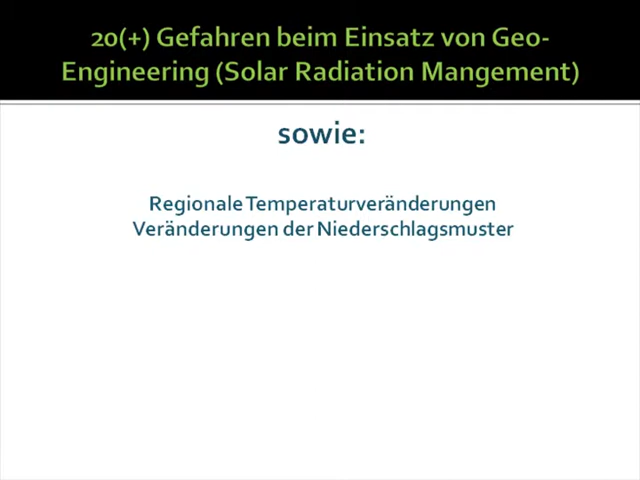 20(+) Gefahren beim Einsatz von Geo-
Engineering (Solar Radiation Mangement)
sowie:
Regionale Temperaturveränderungen
Veränderungen der Niederschlagsmuster